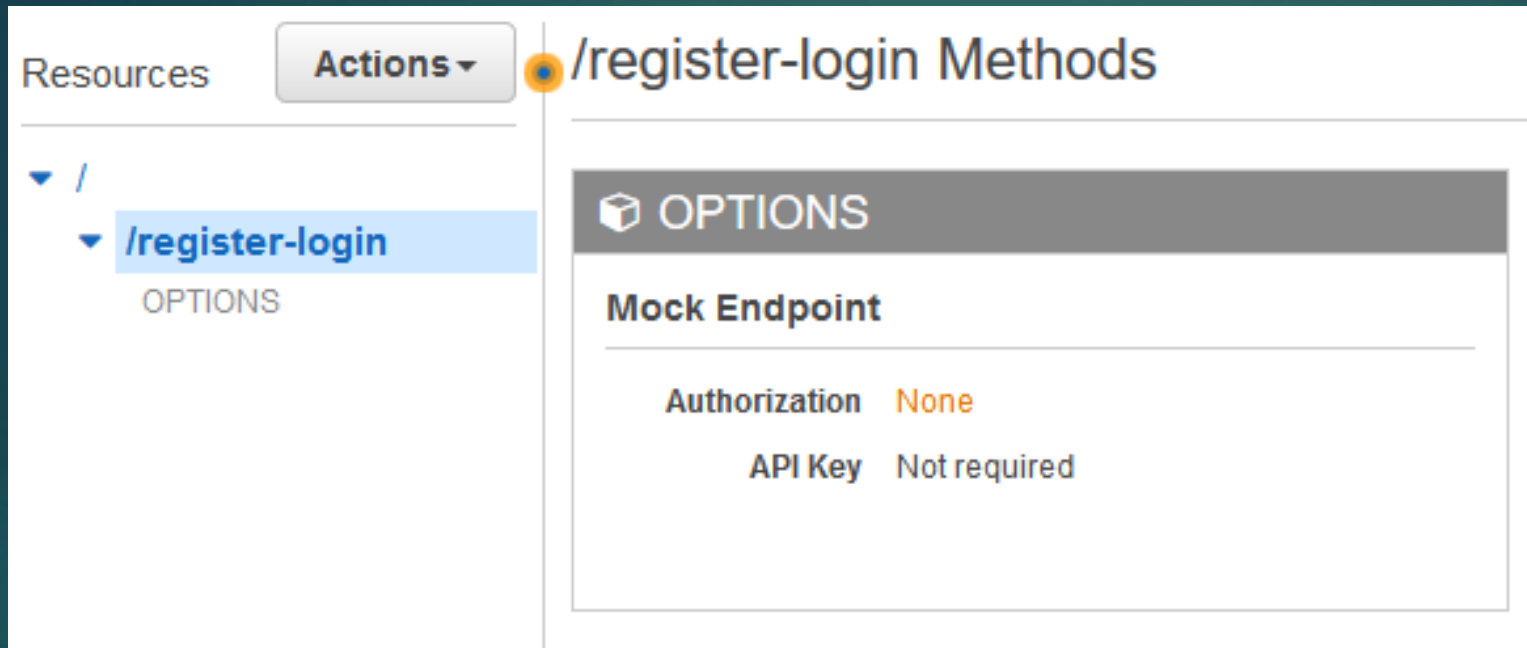 Resources
Actions
/
/register-login
OPTIONS
/register-login Methods
OPTIONS
Mock Endpoint
Authorization None
API Key Not required